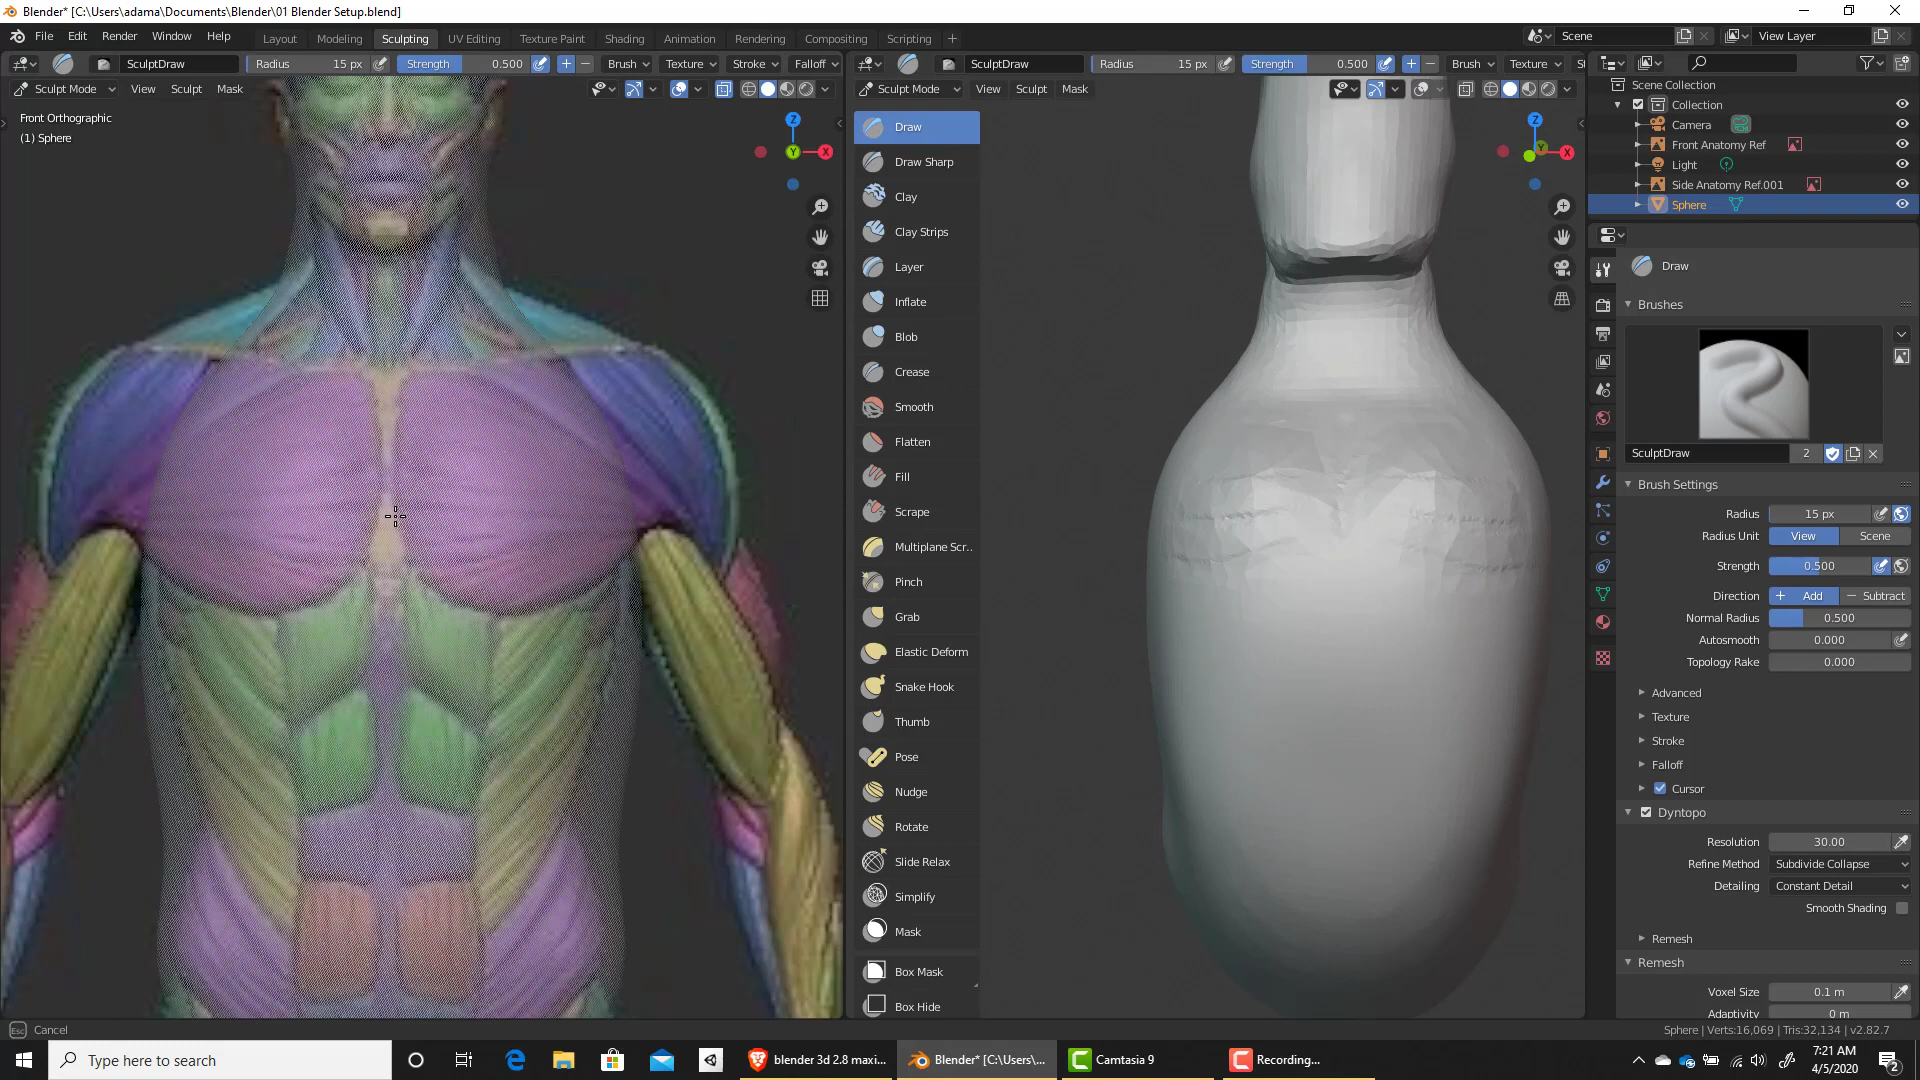 Blender* [C:\Users\adama\Documents\Blender\01 Blender Setup.blend]
File Edit Render Window Help
Layout Modeling Sculpting UV Editing Texture Paint Shading Animation Rendering Compositing Scripting
Scene
View Layer
SculptDraw Radius 15 px Strength 0.500 Brush Texture Stroke Falloff
SculptDraw Radius 15 px Strength 0.500 Brush Texture
Sculpt Mode View Sculpt Mask
Sculpt Mode View Sculpt Mask
Front Orthographic
(1) Sphere
Z
Y
X
Z
Y
X
Draw
Draw Sharp
Clay
Clay Strips
Layer
Inflate
Blob
Crease
Smooth
Flatten
Fill
Scrape
Multiplane Scr..
Pinch
Grab
Elastic Deform
Snake Hook
Thumb
Pose
Nudge
Rotate
Slide Relax
Simplify
Mask
Box Mask
Box Hide
Scene Collection
Collection
Camera
Front Anatomy Ref
Light
Side Anatomy Ref.001
Sphere
Draw
Brushes
SculptDraw 2
Brush Settings
Radius 15 px
Radius Unit View Scene
Strength 0.500
Direction Add Subtract
Normal Radius 0.500
Autosmooth 0.000
Topology Rake 0.000
Advanced
Texture
Stroke
Falloff
Cursor
Dyntopo
Resolution 30.00
Refine Method Subdivide Collapse
Detailing Constant Detail
Smooth Shading
Remesh
Remesh
Voxel Size 0.1 m
Adaptivity 0 m
Esc Cancel
Sphere | Verts:16,069 | Tris:32,134 | v2.82.7
Type here to search
blender 3d 2.8 maxi...
Blender* [C:\Users\...
Camtasia 9
Recording...
7:21 AM
4/5/2020
2